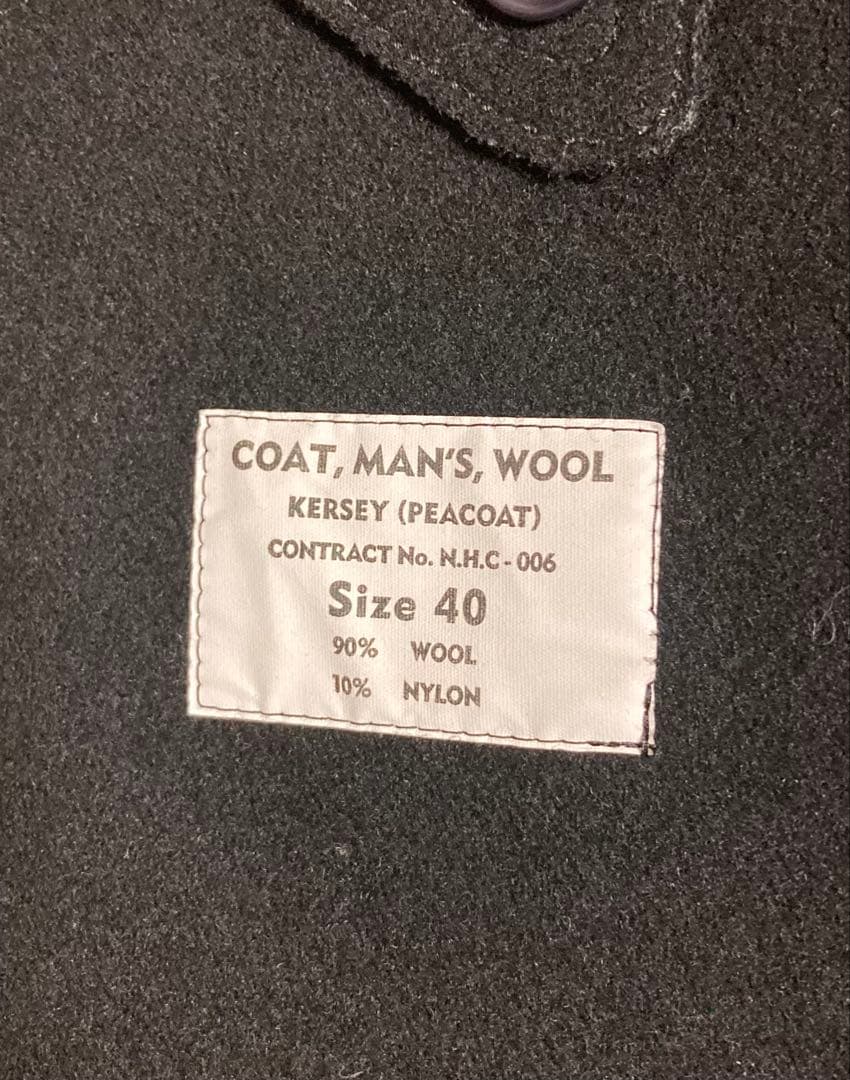 COAT, MAN'S, WOOL
KERSEY (PEACOAT)
CONTRACT No. N.H.C - 006
Size 40
90% WOOL
10% NYLON